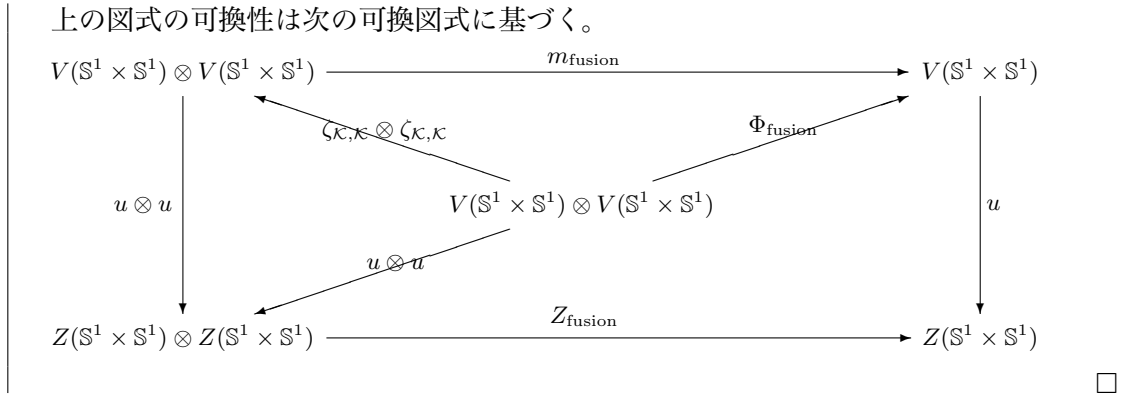 上の図式の可換性は次の可換図式に基づく。
V(𝕊¹ × 𝕊¹) ⊗ V(𝕊¹ × 𝕊¹) m_fusion V(𝕊¹ × 𝕊¹)
ζ_{𝒦,𝒦} ⊗ ζ_{𝒦,𝒦} Φ_fusion
u ⊗ u V(𝕊¹ × 𝕊¹) ⊗ V(𝕊¹ × 𝕊¹) u
u ⊗ u
Z(𝕊¹ × 𝕊¹) ⊗ Z(𝕊¹ × 𝕊¹) Z_fusion Z(𝕊¹ × 𝕊¹)
□